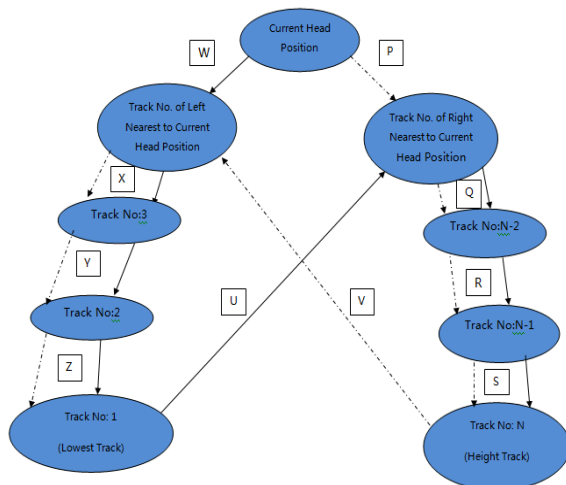 Current Head
Position
W
P
Track No. of Left
Nearest to Current
Head Position
Track No. of Right
Nearest to Current
Head Position
X
Q
Track No:3
Track No:N-2
Y
R
U
V
Track No:2
Track No:N-1
Z
S
Track No: 1
(Lowest Track)
Track No: N
(Height Track)